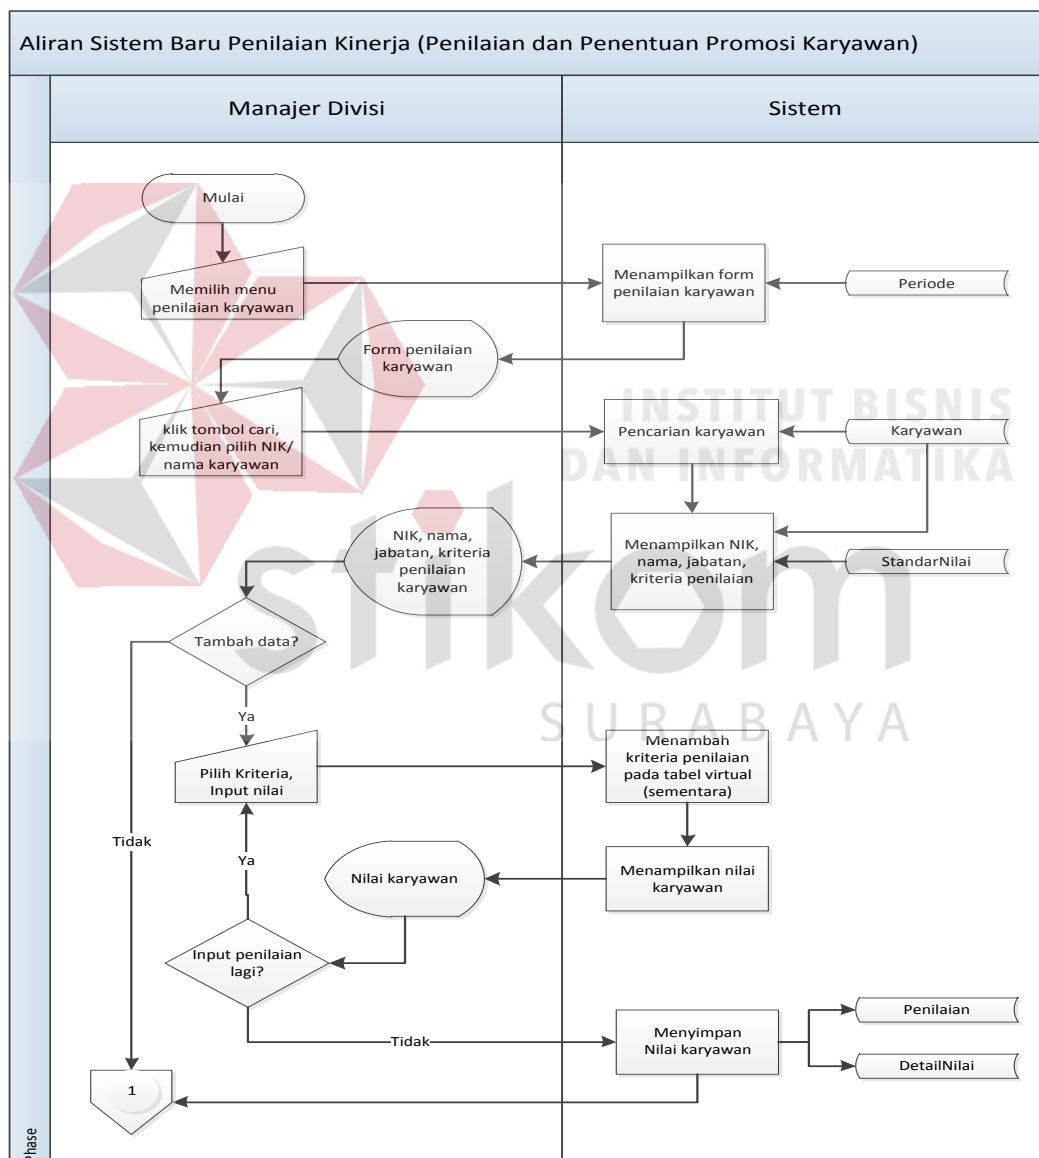 Aliran Sistem Baru Penilaian Kinerja (Penilaian dan Penentuan Promosi Karyawan)
Manajer Divisi
Sistem
Mulai
Memilih menu
penilaian karyawan
Menampilkan form
penilaian karyawan
Periode
Form penilaian
karyawan
klik tombol cari,
kemudian pilih NIK/
nama karyawan
Pencarian karyawan
Karyawan
INSTITUT BISNIS
DAN INFORMATIKA
NIK, nama,
jabatan, kriteria
penilaian
karyawan
Menampilkan NIK,
nama, jabatan,
kriteria penilaian
StandarNilai
stikom
SURABAYA
Tambah data?
Ya
Tidak
Pilih Kriteria,
Input nilai
Menambah
kriteria penilaian
pada tabel virtual
(sementara)
Ya
Nilai karyawan
Menampilkan nilai
karyawan
Input penilaian
lagi?
Tidak
Menyimpan
Nilai karyawan
Penilaian
DetailNilai
1
Phase